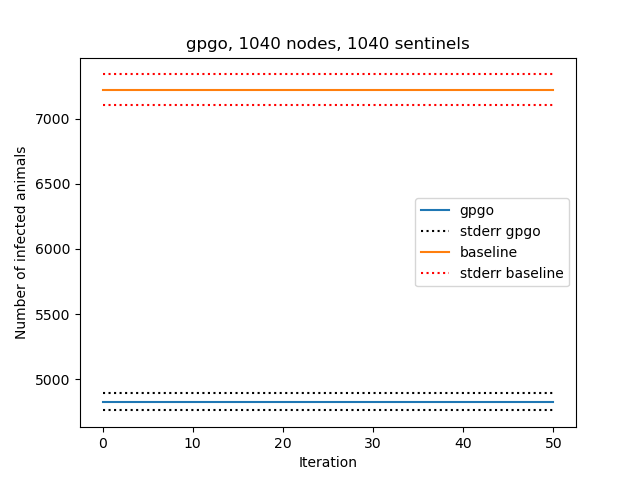 gpgo, 1040 nodes, 1040 sentinels
Number of infected animals
7000
6500
6000
5500
5000
gpgo
stderr gpgo
baseline
stderr baseline
0 10 20 30 40 50
Iteration